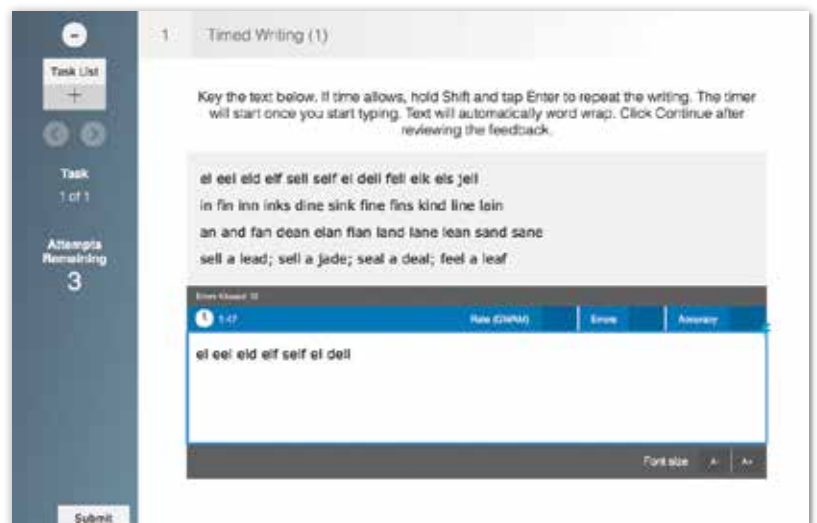 Task List
Task
1 of 1
Attempts
Remaining
3
Submit
1 Timed Writing (1)
Key the text below. If time allows, hold Shift and tap Enter to repeat the writing. The timer
will start once you start typing. Text will automatically word wrap. Click Continue after
reviewing the feedback.
el eel eld elf sell self el dell fell elk els jell
in fin inn inks dine sink fine fins kind line lain
an and fan dean elan flan land lane lean sand sane
sell a lead; sell a jade; seal a deal; feel a leaf
Rate (GWAM) Errors Accuracy
el eel eld elf self el dell
Font size A- A+